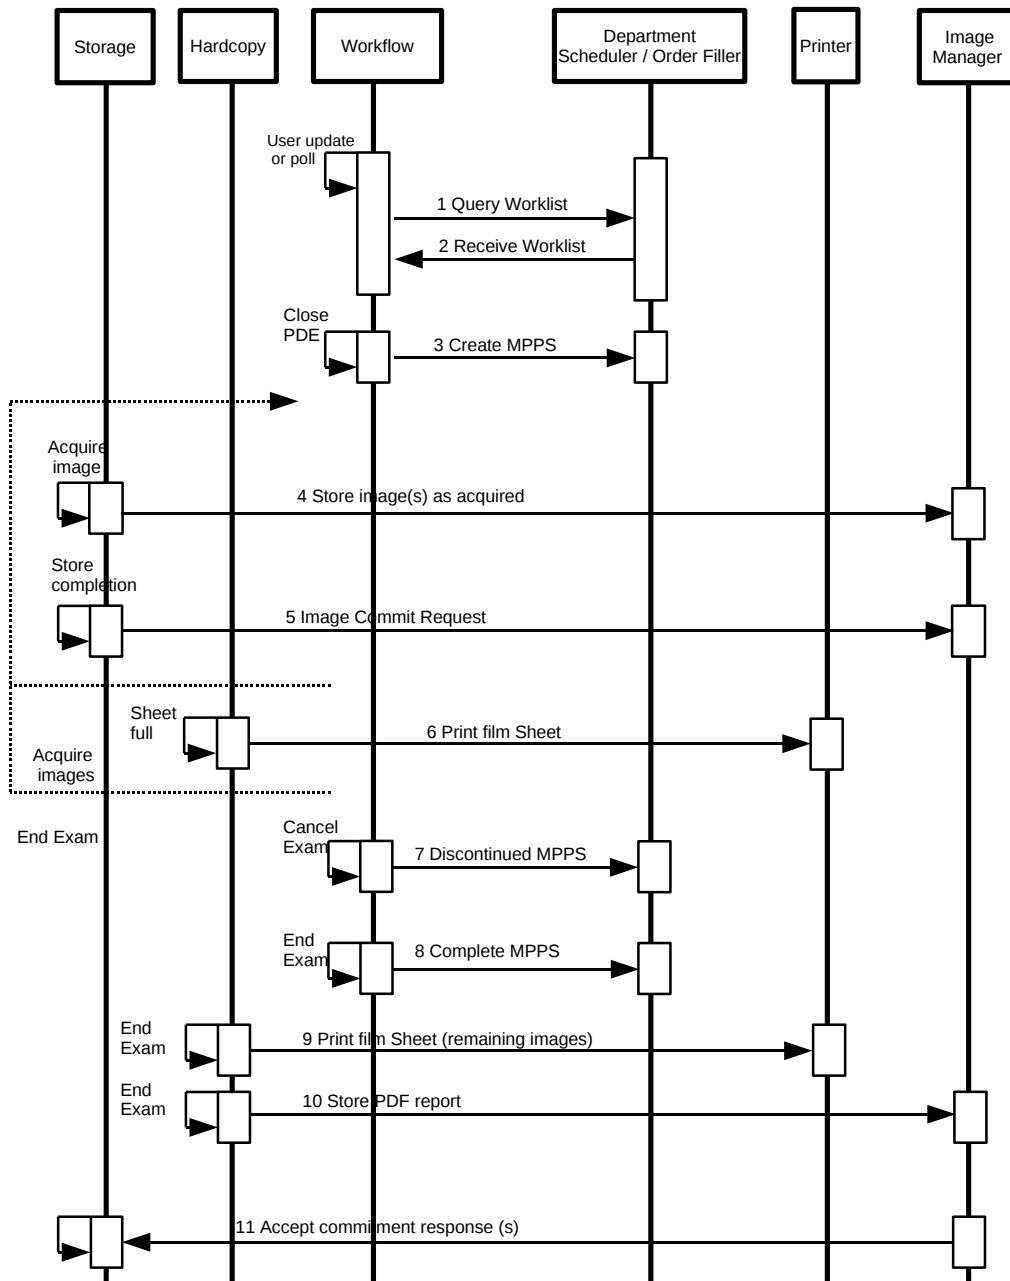 Storage
Hardcopy
Workflow
Department
Scheduler / Order Filler
Printer
Image
Manager
User update
or poll
1 Query Worklist
2 Receive Worklist
Close
PDE
3 Create MPPS
Acquire
image
4 Store image(s) as acquired
Store
completion
5 Image Commit Request
Sheet
full
6 Print film Sheet
Acquire
images
End Exam
Cancel
Exam
7 Discontinued MPPS
End
Exam
8 Complete MPPS
End
Exam
9 Print film Sheet (remaining images)
End
Exam
10 Store PDF report
11 Accept commitment response (s)